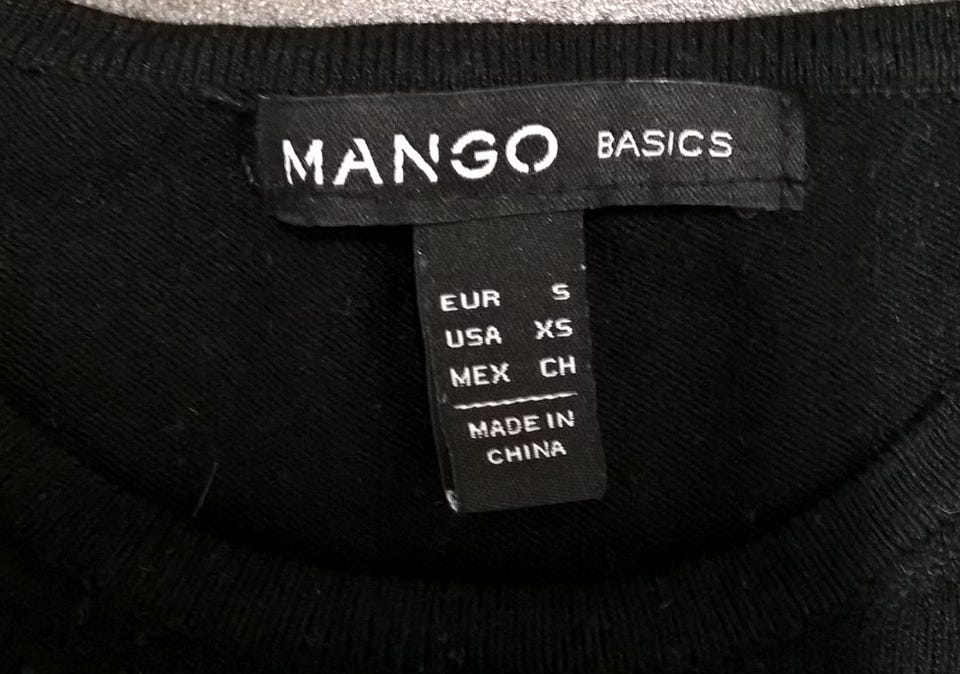 MANGO BASICS
EUR S
USA XS
MEX CH
MADE IN
CHINA